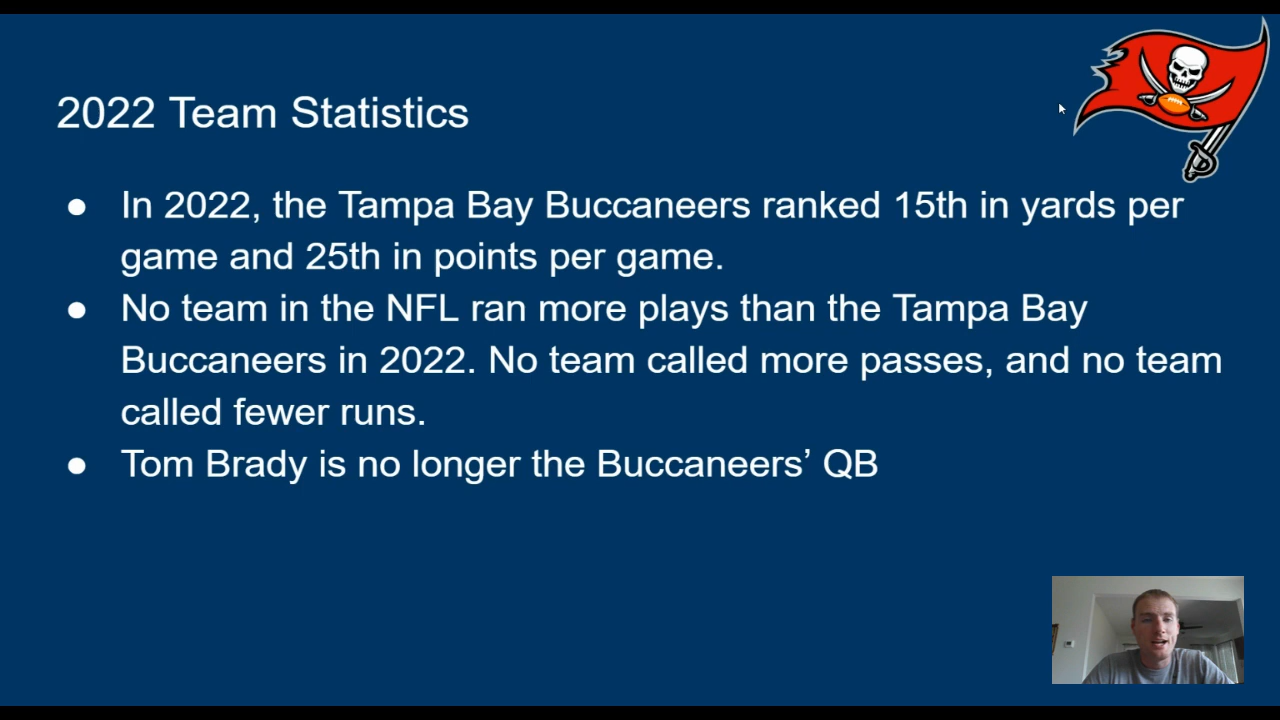 2022 Team Statistics
● In 2022, the Tampa Bay Buccaneers ranked 15th in yards per
game and 25th in points per game.
● No team in the NFL ran more plays than the Tampa Bay
Buccaneers in 2022. No team called more passes, and no team
called fewer runs.
● Tom Brady is no longer the Buccaneers’ QB